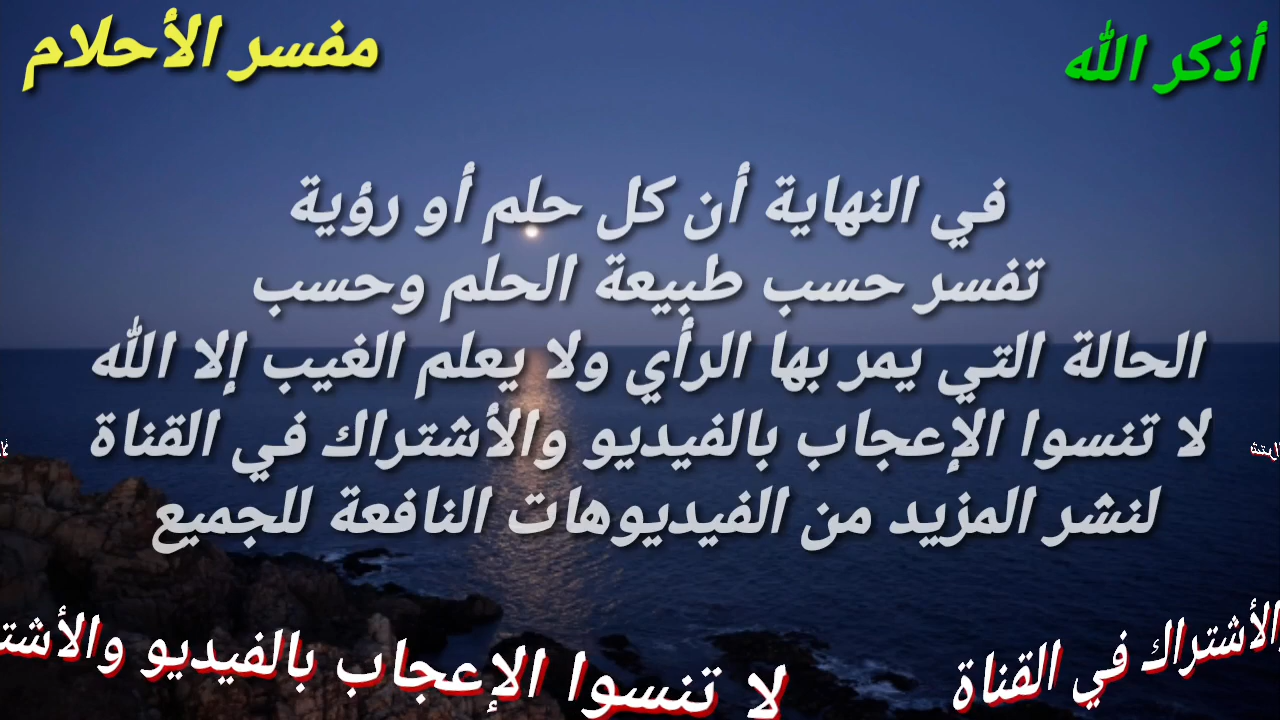 أذكر الله
مفسر الأحلام
في النهاية أن كل حلم أو رؤية
تفسر حسب طبيعة الحلم وحسب
الحالة التي يمر بها الرأي ولا يعلم الغيب إلا الله
لا تنسوا الإعجاب بالفيديو والأشتراك في القناة
لنشر المزيد من الفيديوهات النافعة للجميع
الأشتراك في القناة
لا تنسوا الإعجاب بالفيديو